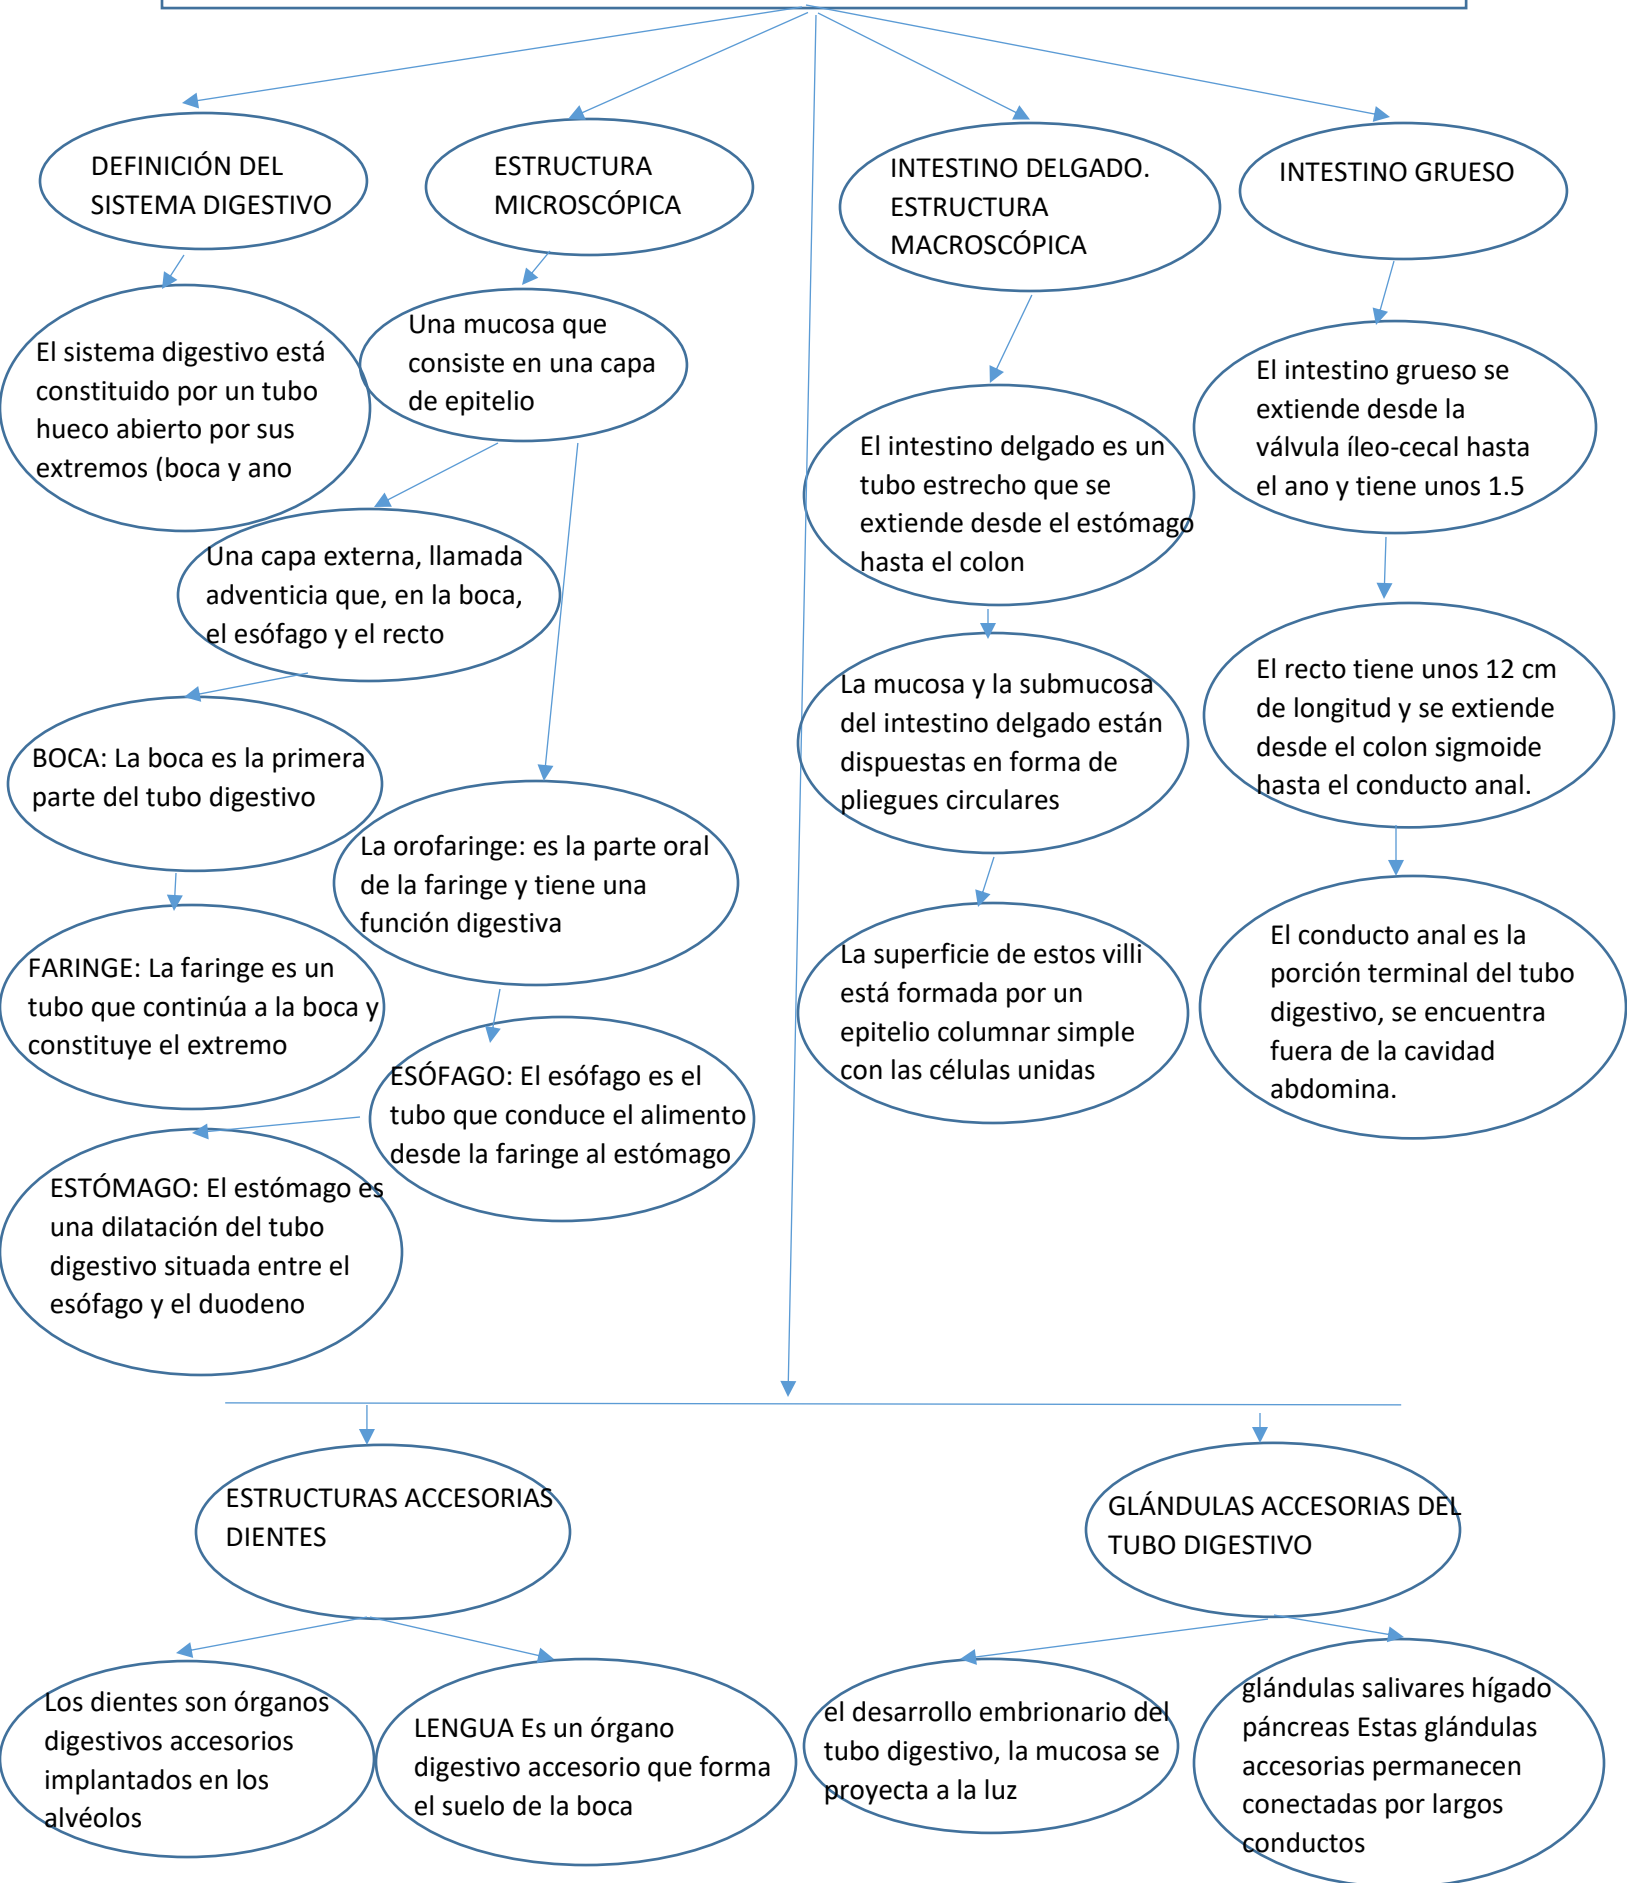 DEFINICIÓN DEL
SISTEMA DIGESTIVO
ESTRUCTURA
MICROSCÓPICA
INTESTINO DELGADO.
ESTRUCTURA
MACROSCÓPICA
INTESTINO GRUESO
El sistema digestivo está
constituido por un tubo
hueco abierto por sus
extremos (boca y ano
Una mucosa que
consiste en una capa
de epitelio
El intestino delgado es un
tubo estrecho que se
extiende desde el estómago
hasta el colon
El intestino grueso se
extiende desde la
válvula íleo-cecal hasta
el ano y tiene unos 1.5
Una capa externa, llamada
adventicia que, en la boca,
el esófago y el recto
La mucosa y la submucosa
del intestino delgado están
dispuestas en forma de
pliegues circulares
El recto tiene unos 12 cm
de longitud y se extiende
desde el colon sigmoide
hasta el conducto anal.
BOCA: La boca es la primera
parte del tubo digestivo
La orofaringe: es la parte oral
de la faringe y tiene una
función digestiva
La superficie de estos villi
está formada por un
epitelio columnar simple
con las células unidas
El conducto anal es la
porción terminal del tubo
digestivo, se encuentra
fuera de la cavidad
abdomina.
FARINGE: La faringe es un
tubo que continúa a la boca y
constituye el extremo
ESÓFAGO: El esófago es el
tubo que conduce el alimento
desde la faringe al estómago
ESTÓMAGO: El estómago es
una dilatación del tubo
digestivo situada entre el
esófago y el duodeno
ESTRUCTURAS ACCESORIAS
DIENTES
GLÁNDULAS ACCESORIAS DEL
TUBO DIGESTIVO
Los dientes son órganos
digestivos accesorios
implantados en los
alvéolos
LENGUA Es un órgano
digestivo accesorio que forma
el suelo de la boca
el desarrollo embrionario del
tubo digestivo, la mucosa se
proyecta a la luz
glándulas salivares hígado
páncreas Estas glándulas
accesorias permanecen
conectadas por largos
conductos